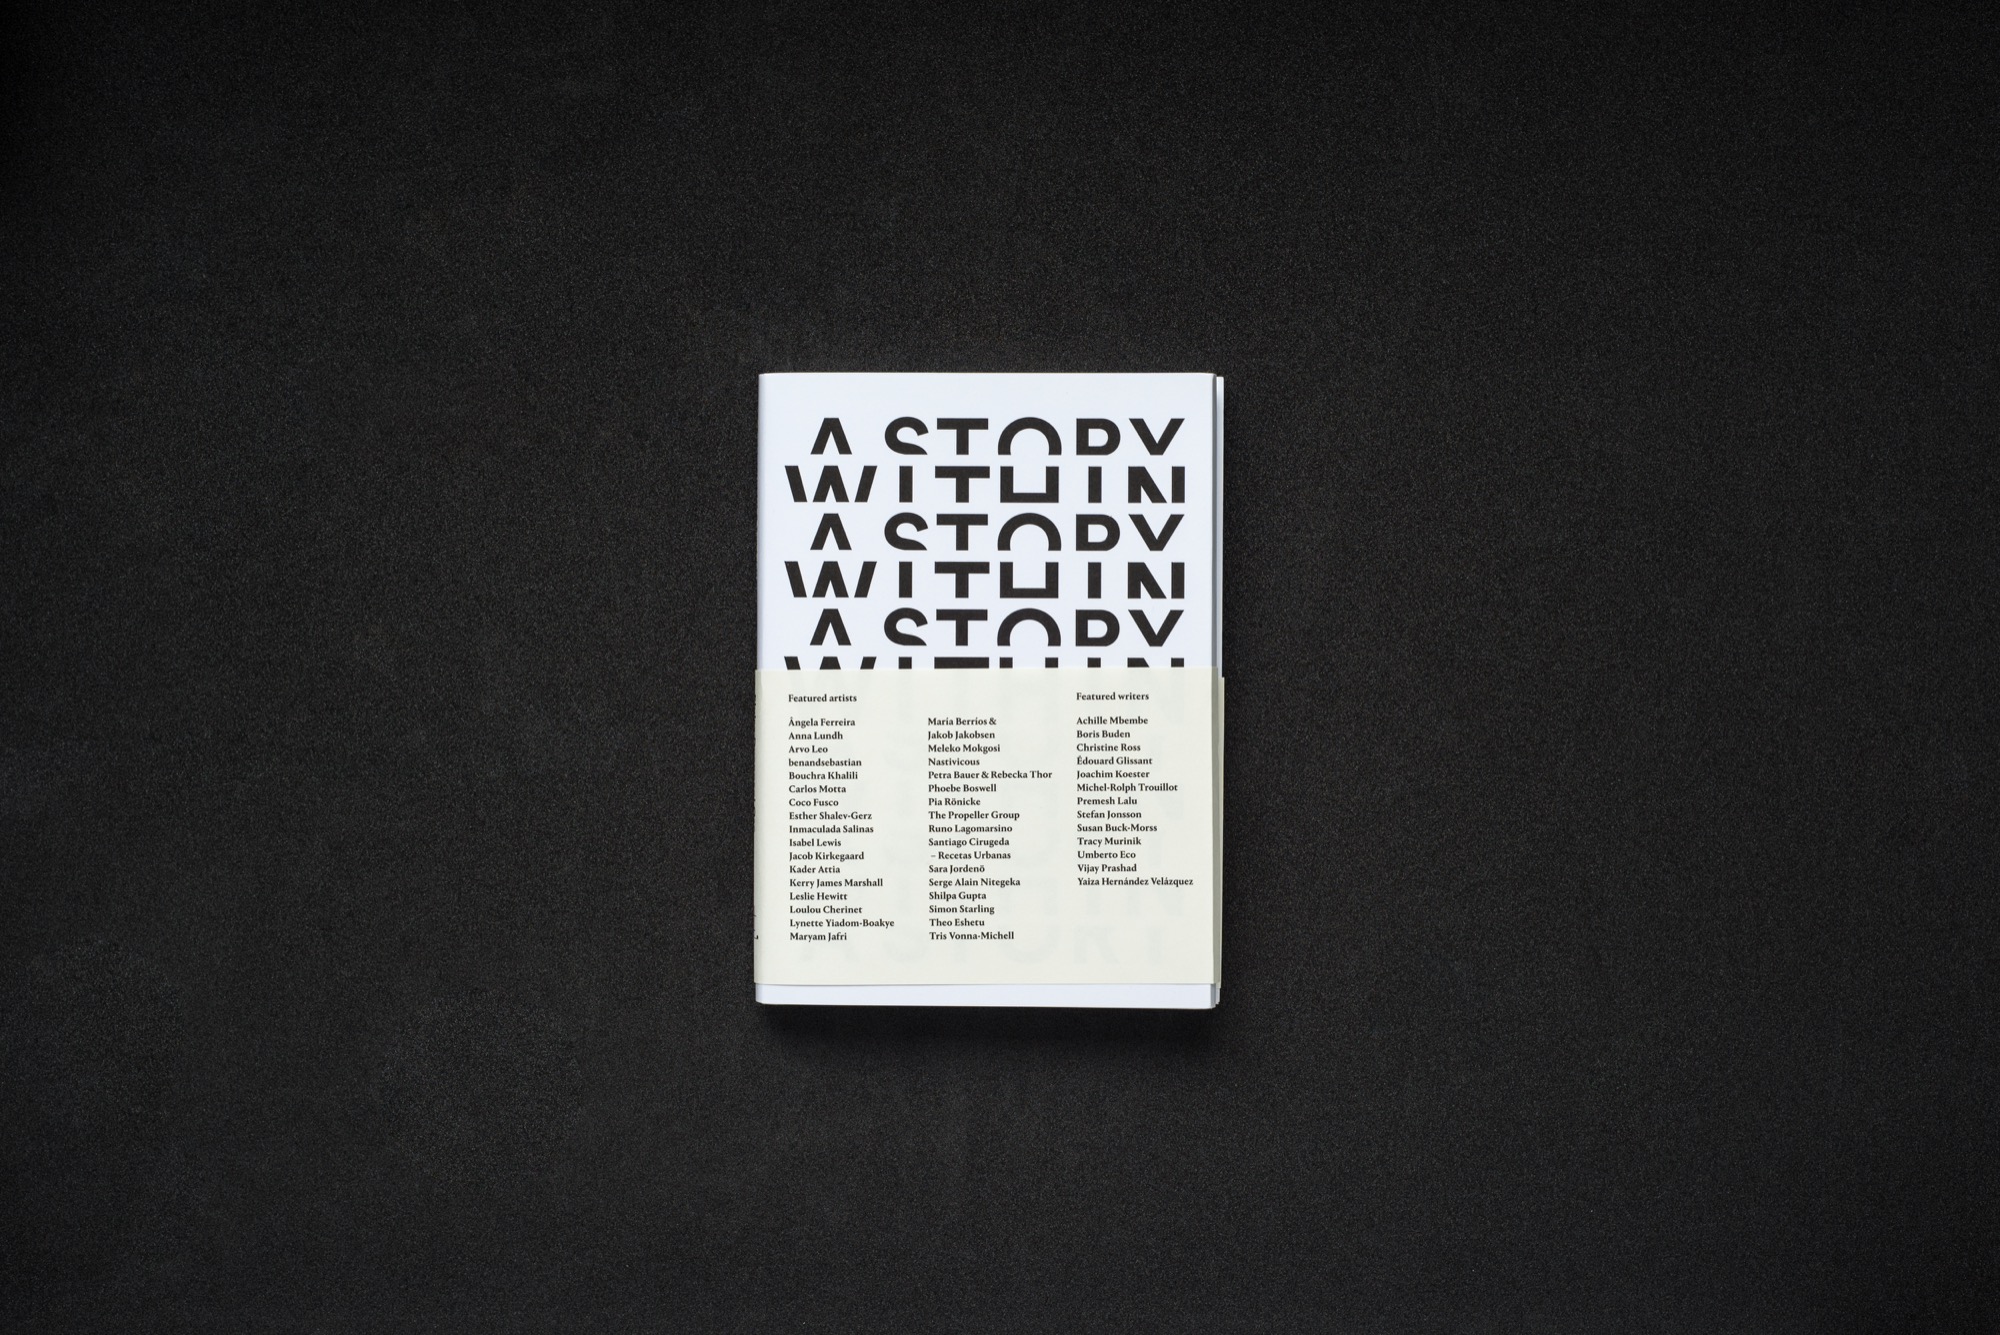 A STORY
WITHIN
A STORY
WITHIN
A STORY
WITHIN
Featured artists
Ângela Ferreira
Anna Lundh
Arvo Leo
benandsebastian
Bouchra Khalili
Carlos Motta
Coco Fusco
Esther Shalev-Gerz
Inmaculada Salinas
Isabel Lewis
Jacob Kirkegaard
Kader Attia
Kerry James Marshall
Leslie Hewitt
Loulou Cherinet
Lynette Yiadom-Boakye
Maryam Jafri
Maria Berrios &
Jakob Jakobsen
Meleko Mokgosi
Nastivicous
Petra Bauer & Rebecka Thor
Phoebe Boswell
Pia Rönicke
The Propeller Group
Runo Lagomarsino
Santiago Cirugeda
– Recetas Urbanas
Sara Jordenö
Serge Alain Nitegeka
Shilpa Gupta
Simon Starling
Theo Eshetu
Tris Vonna-Michell
Featured writers
Achille Mbembe
Boris Buden
Christine Ross
Édouard Glissant
Joachim Koester
Michel-Rolph Trouillot
Premesh Lalu
Stefan Jonsson
Susan Buck-Morss
Tracy Murinik
Umberto Eco
Vijay Prashad
Yaiza Hernández Velázquez
A STORY